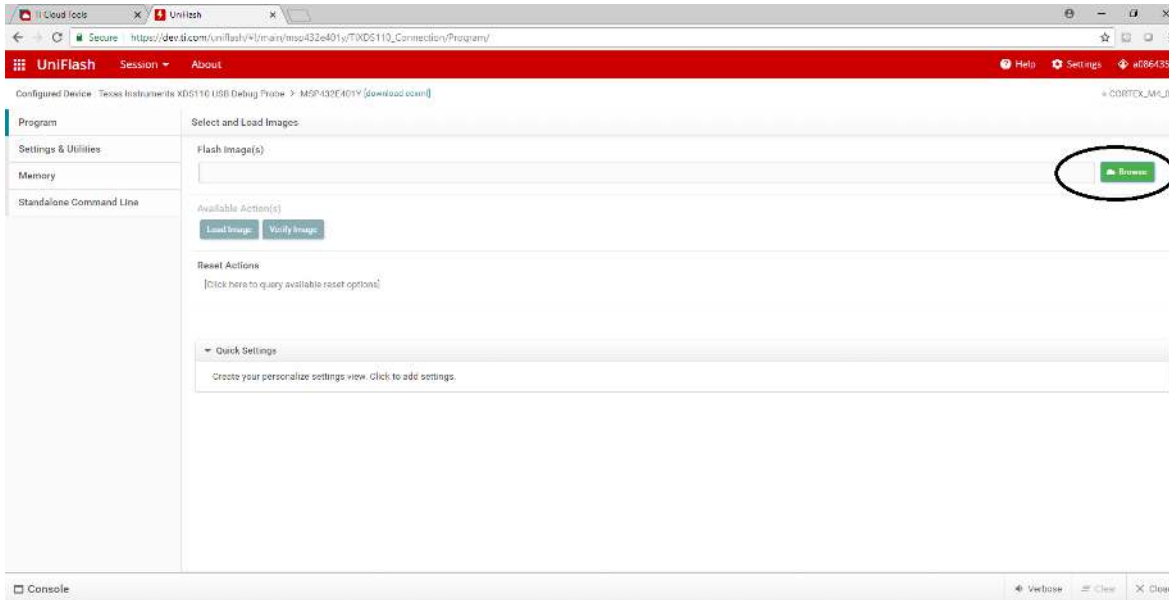 TI Cloud Tools
UniFlash
Secure https://dev.ti.com/uniflash/#!/main/msp432e401y/TIXDS110_Connection/Program/
UniFlash Session About Help Settings a086435
Configured Device : Texas Instruments XDS110 USB Debug Probe > MSP432E401Y [download ccxml]
Program
Settings & Utilities
Memory
Standalone Command Line
Select and Load Images
Flash Image(s)
Browse
Available Action(s)
Load Image Verify Image
Reset Actions
[Click here to query available reset options]
Quick Settings
Create your personalize settings view. Click to add settings.
Console Verbose Clear